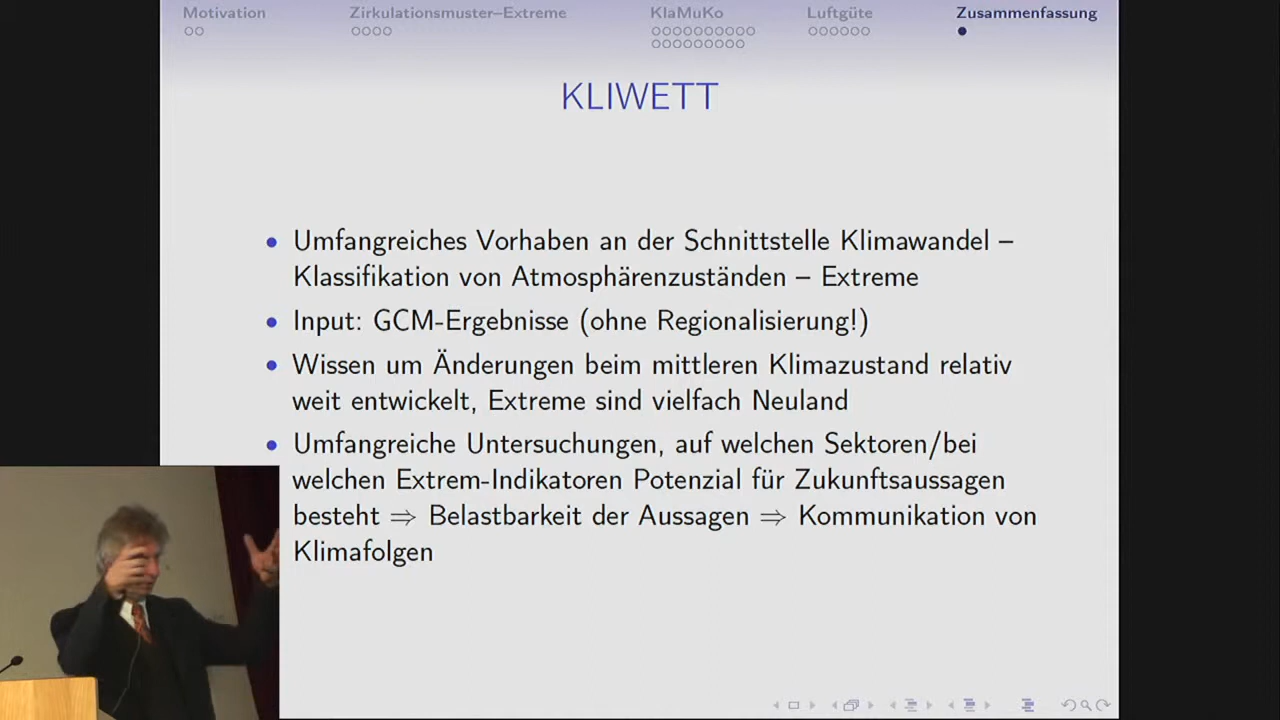 Motivation Zirkulationsmuster–Extreme KlaMuKo Luftgüte Zusammenfassung
KLIWETT
• Umfangreiches Vorhaben an der Schnittstelle Klimawandel –
Klassifikation von Atmosphärenzuständen – Extreme
• Input: GCM-Ergebnisse (ohne Regionalisierung!)
• Wissen um Änderungen beim mittleren Klimazustand relativ
weit entwickelt, Extreme sind vielfach Neuland
• Umfangreiche Untersuchungen, auf welchen Sektoren/bei
welchen Extrem-Indikatoren Potenzial für Zukunftsaussagen
besteht ⇒ Belastbarkeit der Aussagen ⇒ Kommunikation von
Klimafolgen